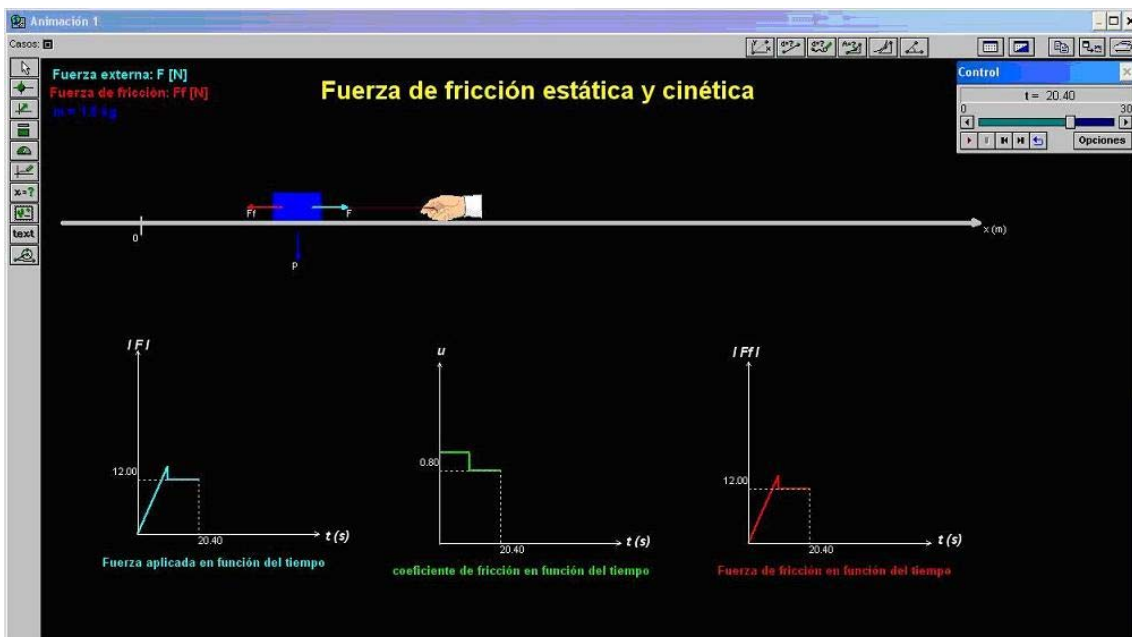 Animación 1
Casos:
Fuerza externa: F [N]
Fuerza de fricción: Ff [N]
Fuerza de fricción estática y cinética
Control
t = 20.40
0
30
Opciones
text
Ff
F
0
x (m)
P
I F I
12.00
20.40
t (s)
Fuerza aplicada en función del tiempo
u
0.80
20.40
t (s)
coeficiente de fricción en función del tiempo
I Ff I
12.00
20.40
t (s)
Fuerza de fricción en función del tiempo